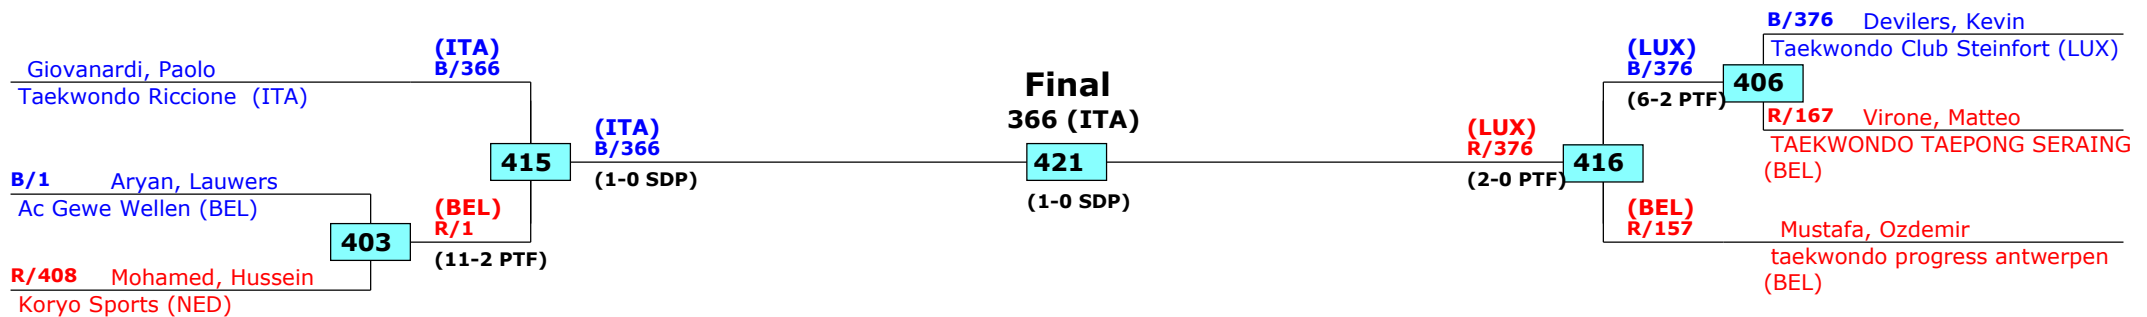 Giovanardi, Paolo
Taekwondo Riccione  (ITA)
(ITA)
B/366
415
B/1 Aryan, Lauwers
Ac Gewe Wellen (BEL)
403
R/408 Mohamed, Hussein
Koryo Sports (NED)
(BEL)
R/1
(11-2 PTF)
(ITA)
B/366
(1-0 SDP)
Final
366 (ITA)
421
(1-0 SDP)
(LUX)
R/376
(2-0 PTF)
416
(LUX)
B/376
(6-2 PTF)
406
B/376 Devilers, Kevin
Taekwondo Club Steinfort (LUX)
R/167 Virone, Matteo
TAEKWONDO TAEPONG SERAING
(BEL)
(BEL)
R/157
Mustafa, Ozdemir
taekwondo progress antwerpen
(BEL)